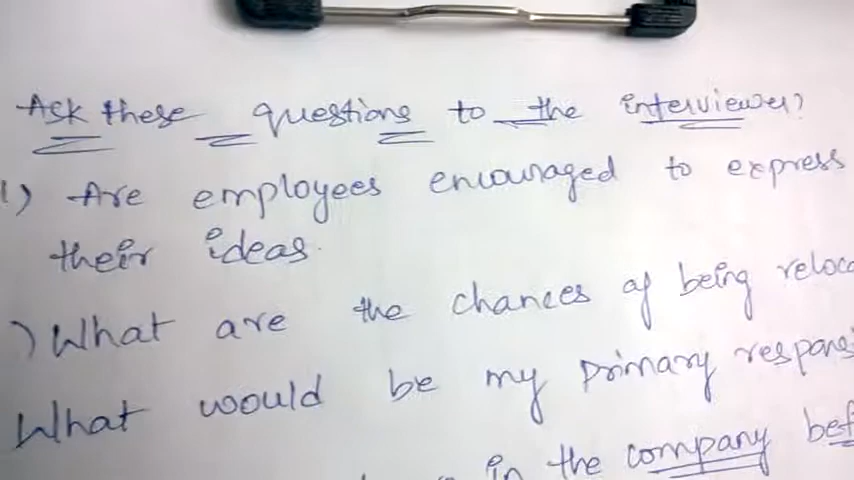 Ask these questions to the interviewer?
1) Are employees encouraged to express
their ideas.
) What are the chances of being reloc
What would be my primary respons
in the company bef